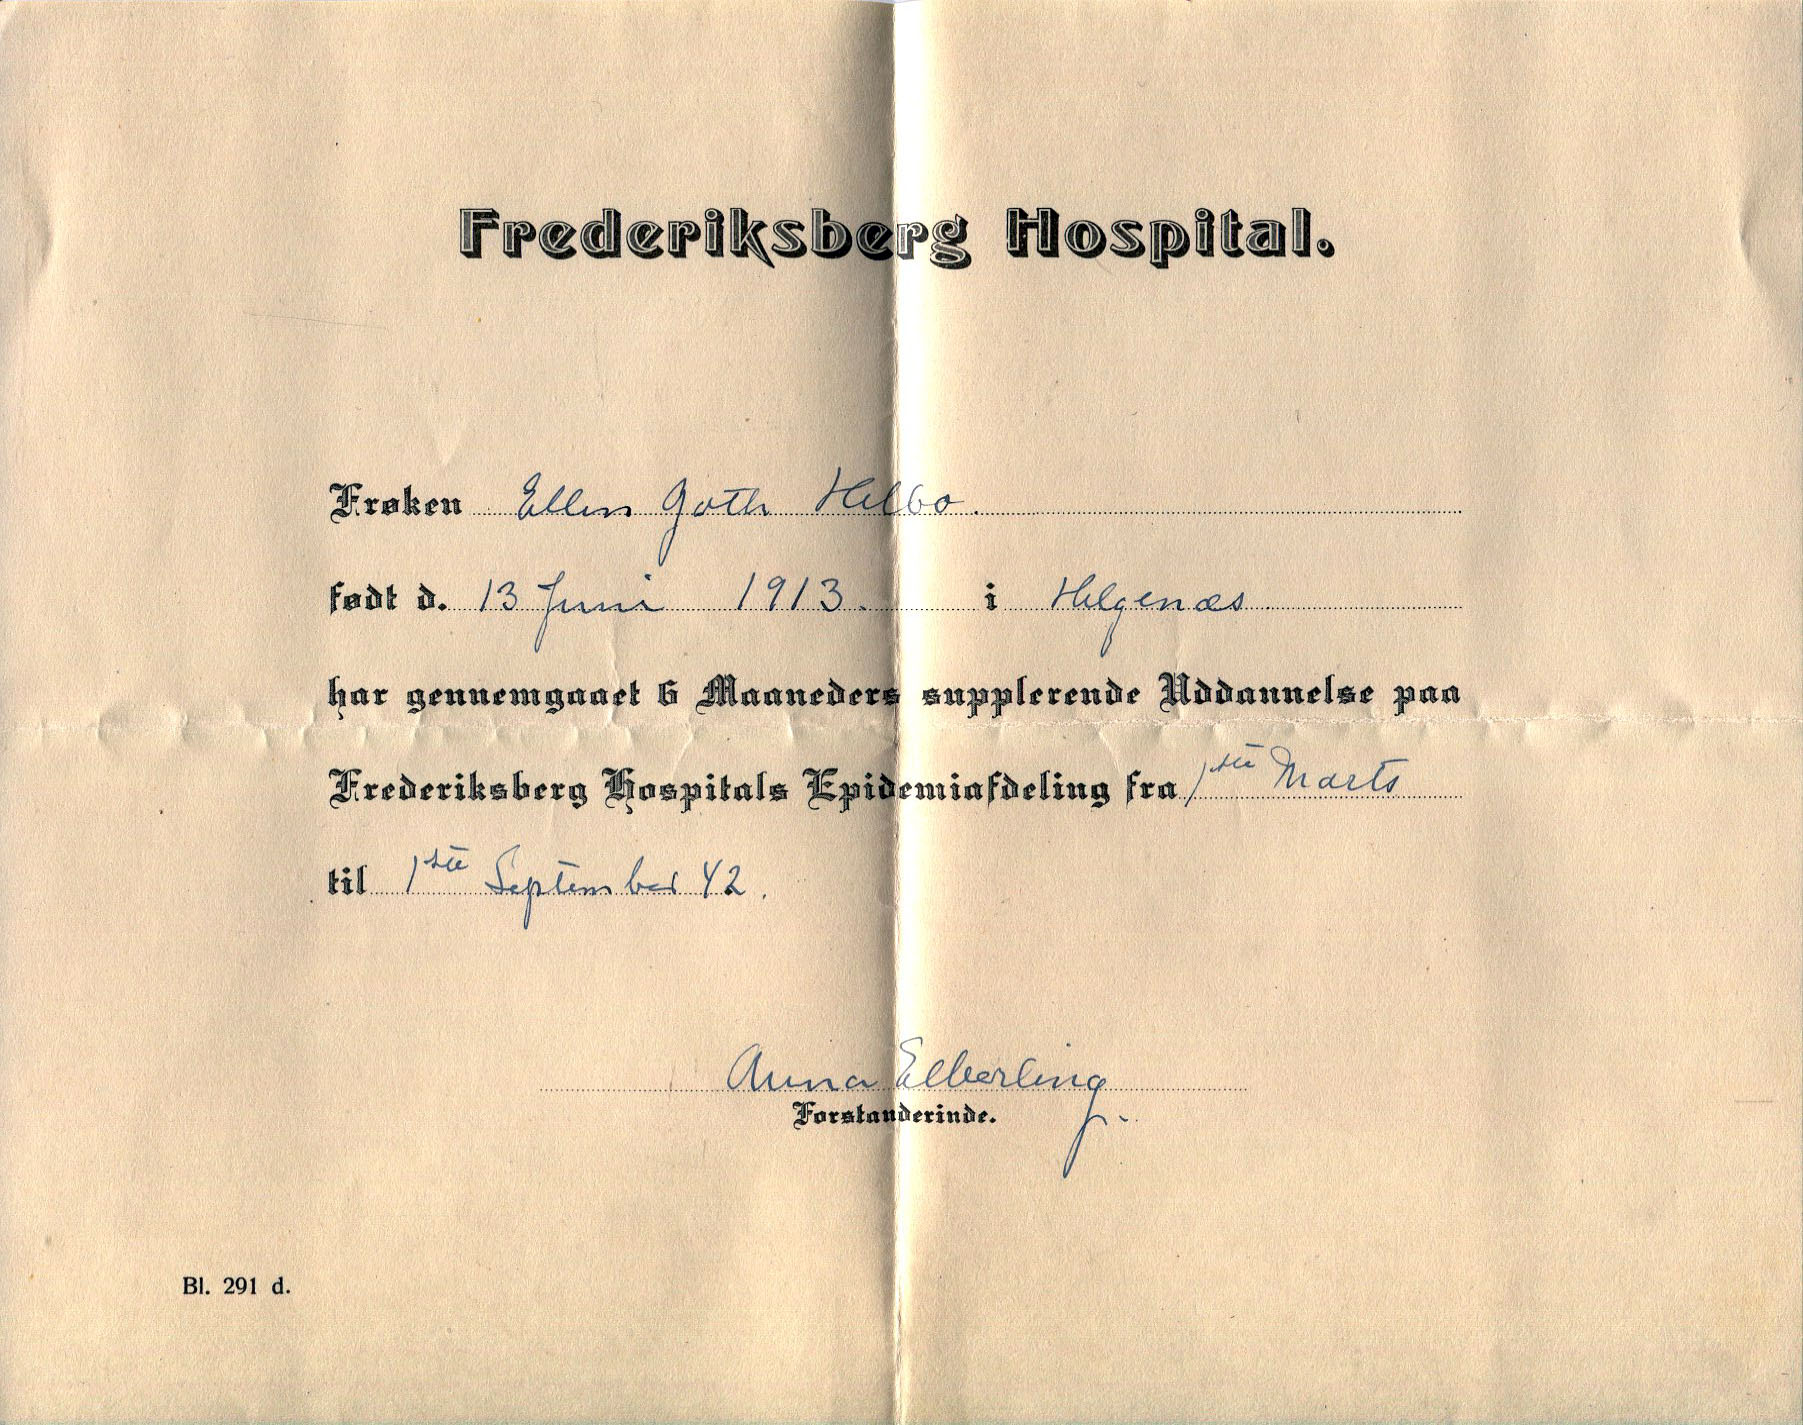 Frederiksberg Hospital.
Frøken Ellen Goth Helbo.
født d. 13 Juni 1913. i Helgenæs
har gennemgaaet 6 Maaneders supplerende Uddannelse paa
Frederiksberg Hospitals Epidemiafdeling fra 1ste Marts
til 1ste September 42.
Anna Elberling
Forstanderinde.
Bl. 291 d.